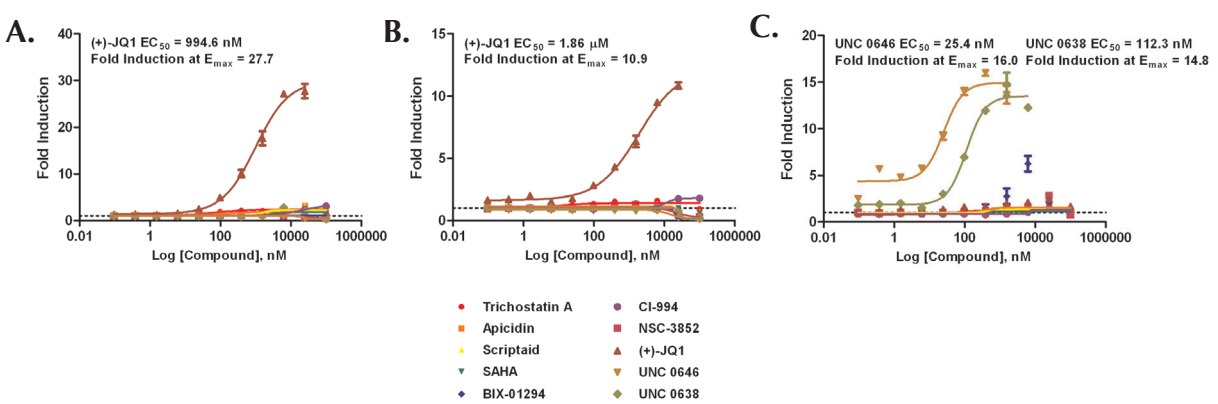 A.
(+)-JQ1 EC50 = 994.6 nM
Fold Induction at Emax = 27.7
40
30
20
10
0
Fold Induction
0.01 1 100 10000 1000000
Log [Compound], nM
B.
(+)-JQ1 EC50 = 1.86 μM
Fold Induction at Emax = 10.9
15
10
5
0
Fold Induction
0.01 1 100 10000 1000000
Log [Compound], nM
C.
UNC 0646 EC50 = 25.4 nM UNC 0638 EC50 = 112.3 nM
Fold Induction at Emax = 16.0 Fold Induction at Emax = 14.8
20
15
10
5
0
Fold Induction
0.01 1 100 10000 1000000
Log [Compound], nM
Trichostatin A
Apicidin
Scriptaid
SAHA
BIX-01294
CI-994
NSC-3852
(+)-JQ1
UNC 0646
UNC 0638